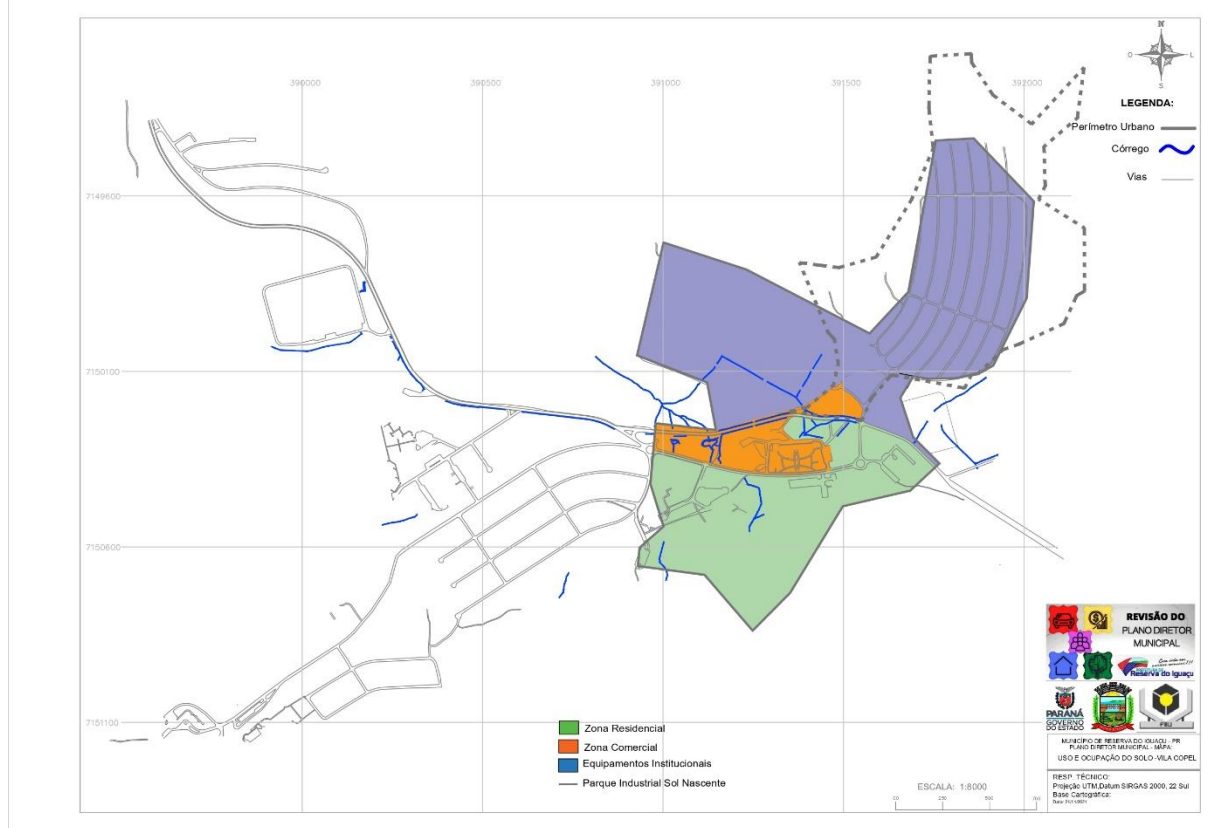 N
O
L
S
390000
390500
391000
391500
392000
LEGENDA:
Perímetro Urbano
Córrego
Vias
7149600
7150100
7150600
7151100
REVISÃO DO
PLANO DIRETOR
MUNICIPAL
Reserva do Iguaçu
PARANÁ
GOVERNO
DO ESTADO
MUNICÍPIO DE RESERVA DO IGUAÇU - PR
PLANO DIRETOR MUNICIPAL - MAPA:
USO E OCUPAÇÃO DO SOLO -VILA COPEL
RESP. TÉCNICO:
Projeção UTM,Datum SIRGAS 2000, 22 Sul
Base Cartográfica:
Zona Residencial
Zona Comercial
Equipamentos Institucionais
Parque Industrial Sol Nascente
ESCALA: 1:8000
250
500